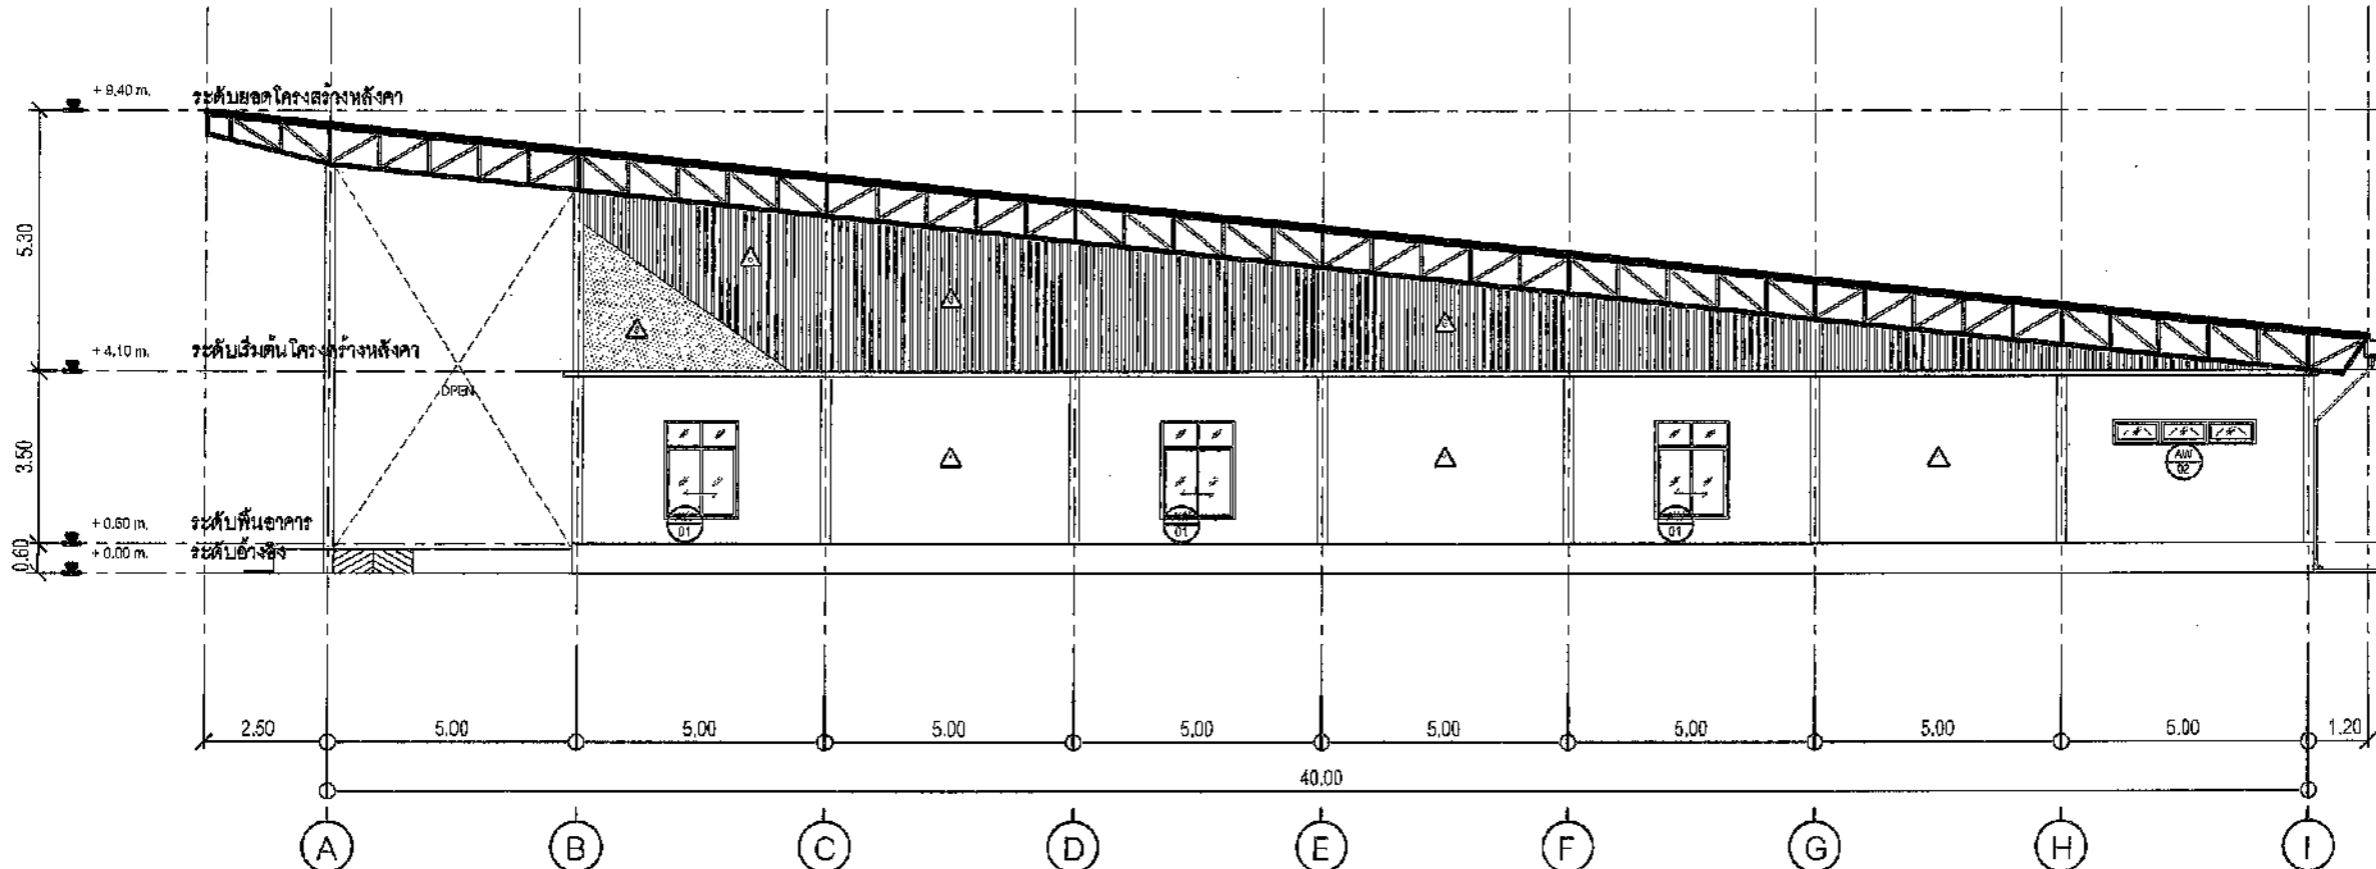 + 9.40 m.
ระดับยอดโครงสร้างหลังคา
5.30
+ 4.10 m.
ระดับเริ่มต้นโครงสร้างหลังคา
OPEN
3.50
AW
02
01
01
01
+ 0.60 m.
ระดับพื้นอาคาร
+ 0.00 m.
ระดับอ้างอิง
0.60
2.50
5.00
5.00
5.00
5.00
5.00
5.00
5.00
5.00
1.20
40.00
A
B
C
D
E
F
G
H
I